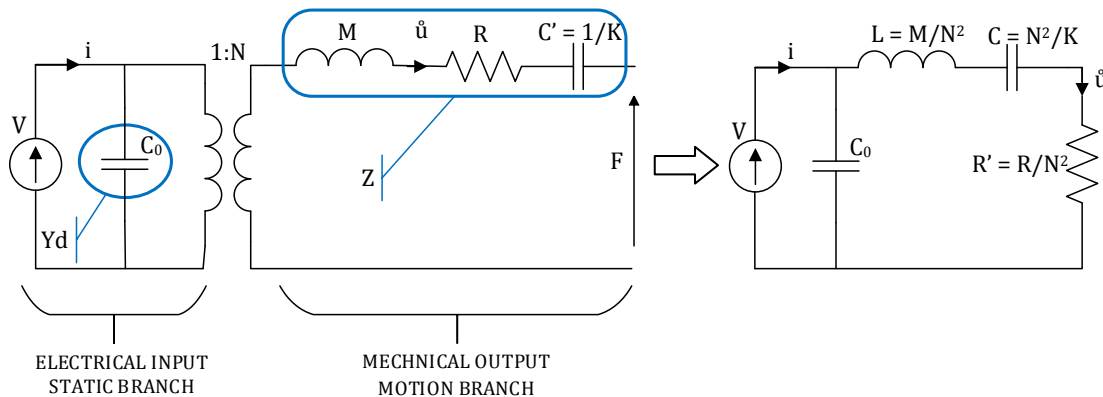 i
1:N
M
ů
R
C' = 1/K
V
C₀
Yd
Z
F
ELECTRICAL INPUT
STATIC BRANCH
MECHNICAL OUTPUT
MOTION BRANCH
i
L = M/N²
C = N²/K
ů
V
C₀
R' = R/N²